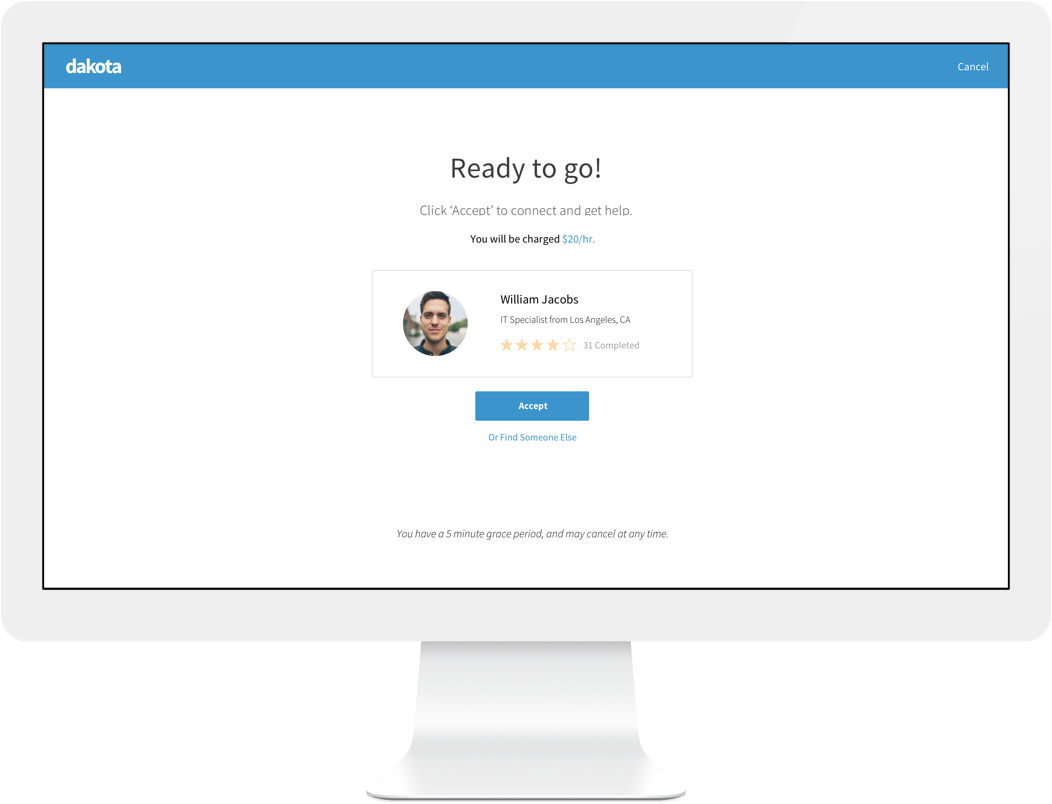 dakota
Cancel
Ready to go!
Click ‘Accept’ to connect and get help.
You will be charged $20/hr.
William Jacobs
IT Specialist from Los Angeles, CA
31 Completed
Accept
Or Find Someone Else
You have a 5 minute grace period, and may cancel at any time.